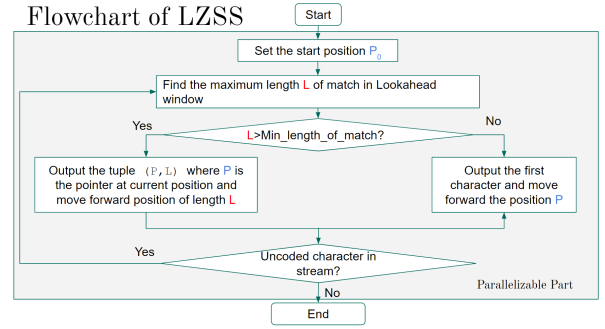 Flowchart of LZSS
Start
Set the start position P0
Find the maximum length L of match in Lookahead
window
Yes
L>Min_length_of_match?
No
Output the tuple (P,L) where P is
the pointer at current position and
move forward position of length L
Output the first
character and move
forward the position P
Yes
Uncoded character in
stream?
Parallelizable Part
No
End